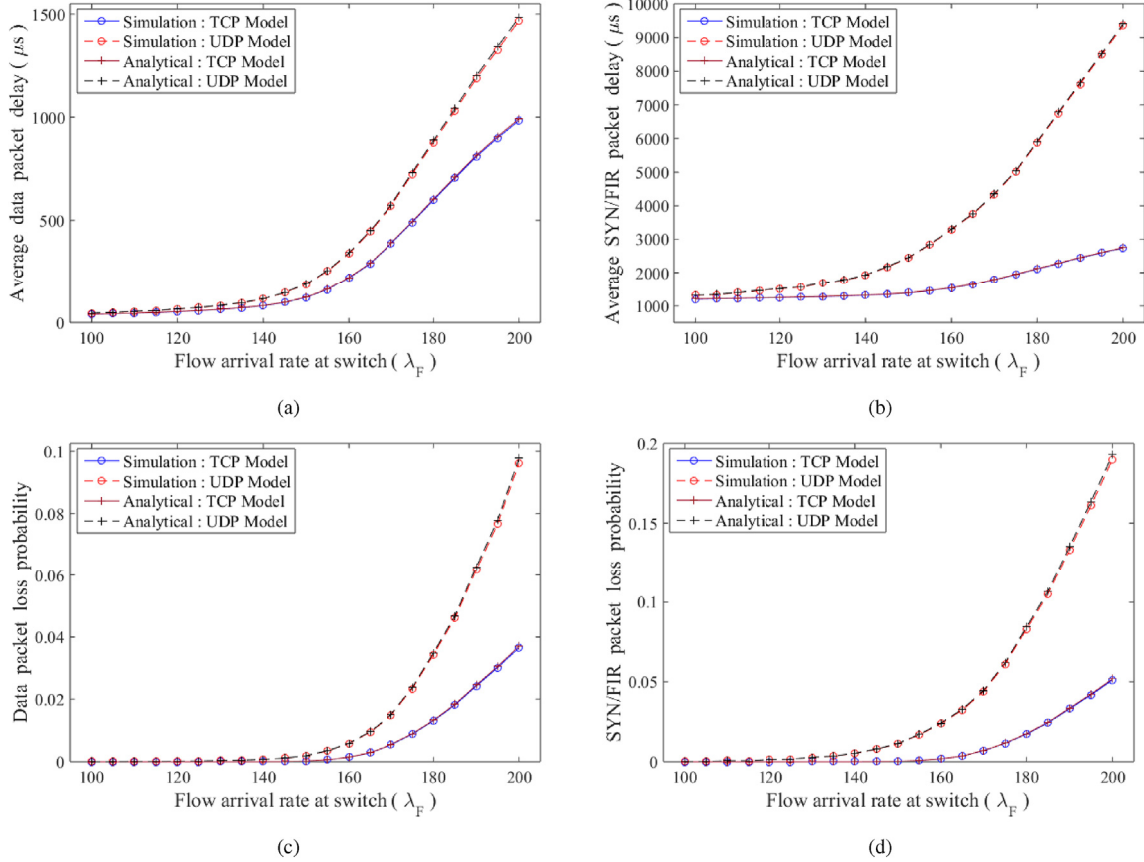 1500
1000
500
0
100
120
140
160
180
200
Average data packet delay ( μs )
Flow arrival rate at switch ( λF )
Simulation : TCP Model
Simulation : UDP Model
Analytical : TCP Model
Analytical : UDP Model
(a)
10000
9000
8000
7000
6000
5000
4000
3000
2000
1000
100
120
140
160
180
200
Average SYN/FIR packet delay ( μs )
Flow arrival rate at switch ( λF )
Simulation : TCP Model
Simulation : UDP Model
Analytical : TCP Model
Analytical : UDP Model
(b)
0.1
0.08
0.06
0.04
0.02
0
100
120
140
160
180
200
Data packet loss probability
Flow arrival rate at switch ( λF )
Simulation : TCP Model
Simulation : UDP Model
Analytical : TCP Model
Analytical : UDP Model
(c)
0.2
0.15
0.1
0.05
0
100
120
140
160
180
200
SYN/FIR packet loss probability
Flow arrival rate at switch ( λF )
Simulation : TCP Model
Simulation : UDP Model
Analytical : TCP Model
Analytical : UDP Model
(d)